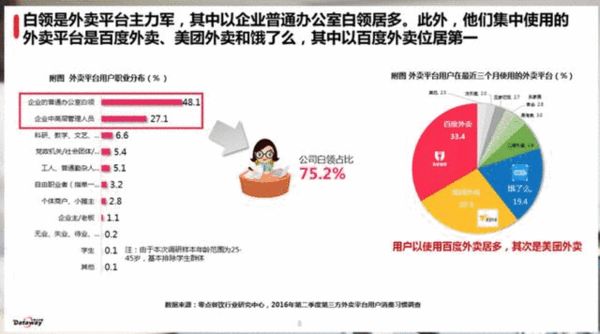 白领是外卖平台主力军，其中以企业普通办公室白领居多。此外，他们集中使用的
外卖平台是百度外卖、美团外卖和饿了么，其中以百度外卖位居第一
附图 外卖平台用户职业分布（%）
企业的普通办公室白领 48.1
企业中高层管理人员 27.1
科研、教学、文艺、... 6.6
党政机关/社会团体/... 5.4
工人、普通勤杂人... 5.1
自由职业者（指单一... 3.2
个体商户、小摊主 2.8
企业主/老板 1.1
无业、失业、待业、... 0.2
学生 0.1
其他 0.1
注：由于本次调研样本年龄范围为25-
45岁，基本排除学生群体
公司白领占比
75.2%
附图 外卖平台用户在最近三个月使用的外卖平台（%）
百度外卖
33.4
饿了么
19.4
用户以使用百度外卖居多，其次是美团外卖
数据来源：零点餐饮行业研究中心，2016年第二季度第三方外卖平台用户消费习惯调查
Dataway
8